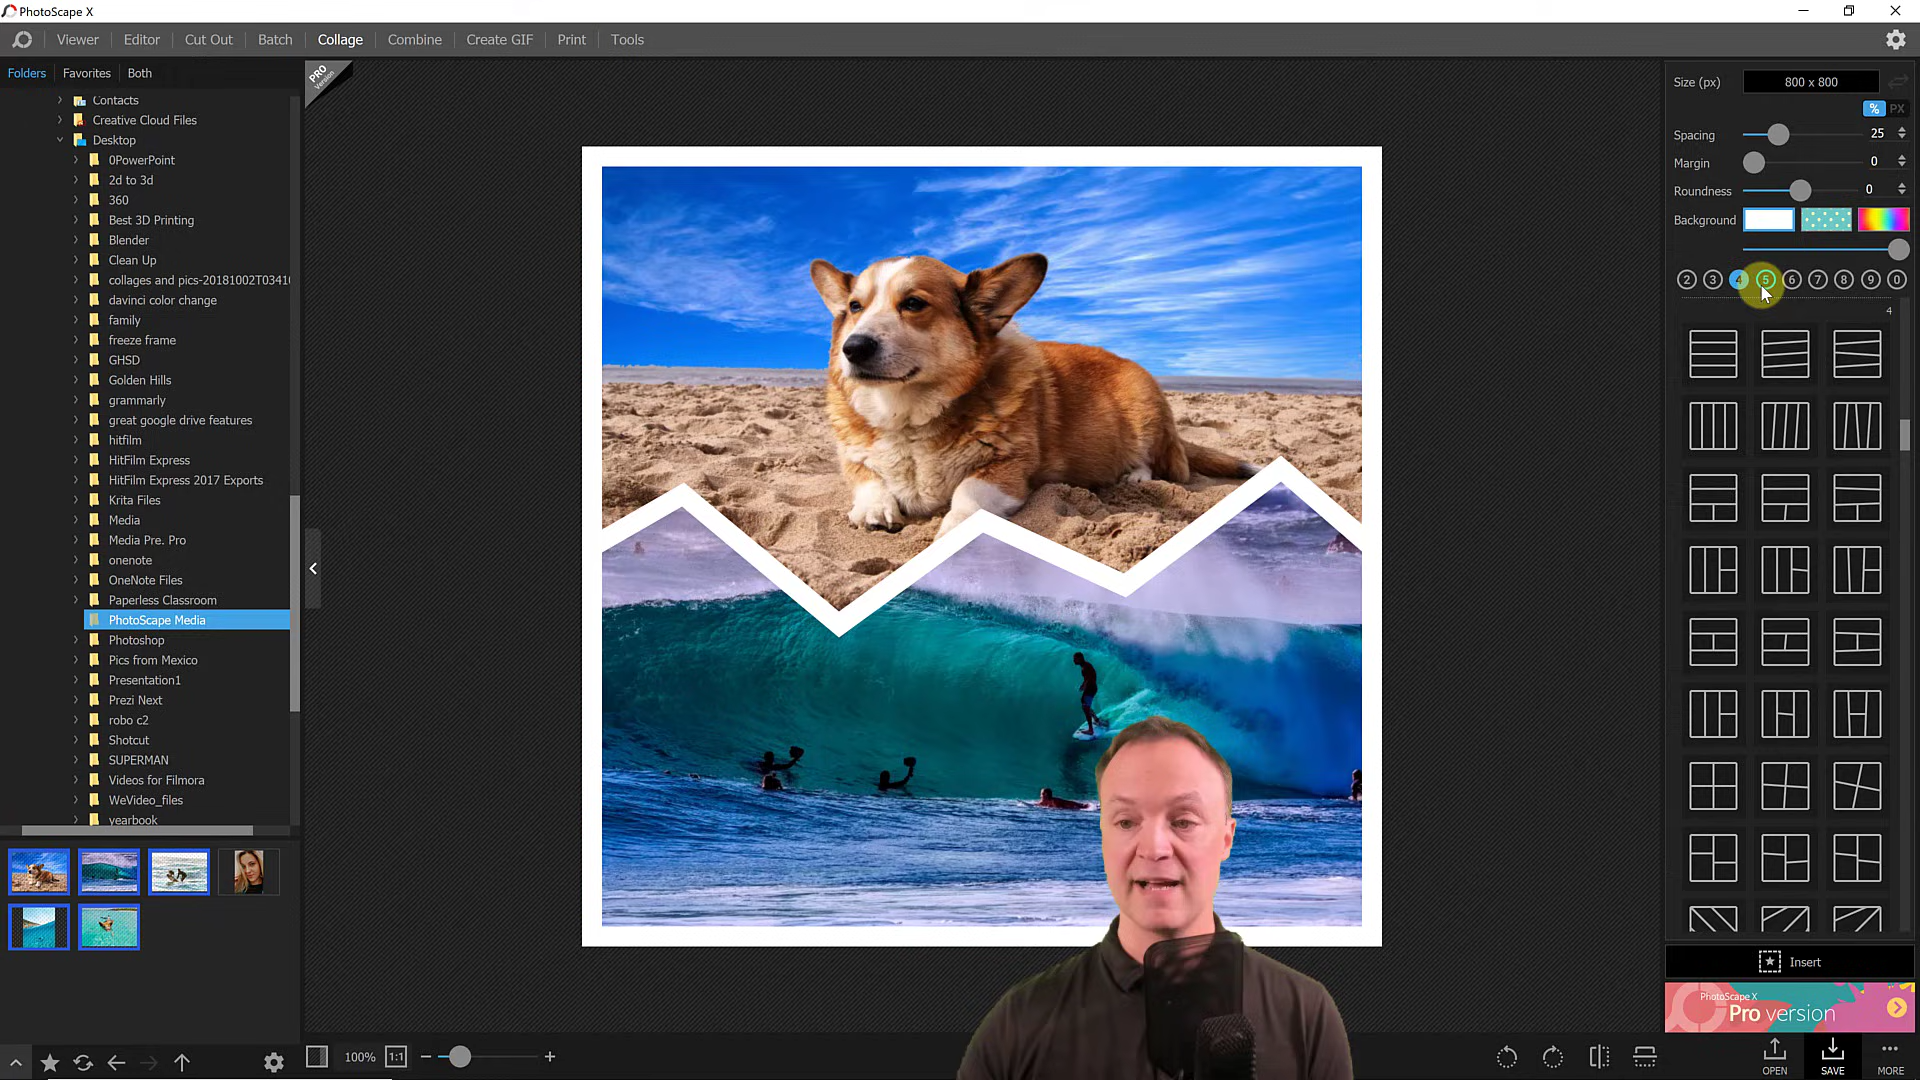 PhotoScape X
Viewer
Editor
Cut Out
Batch
Collage
Combine
Create GIF
Print
Tools
Folders
Favorites
Both
PRO
Version
Contacts
Creative Cloud Files
Desktop
0PowerPoint
2d to 3d
360
Best 3D Printing
Blender
Clean Up
collages and pics-20181002T0341
davinci color change
family
freeze frame
GHSD
Golden Hills
grammarly
great google drive features
hitfilm
HitFilm Express
HitFilm Express 2017 Exports
Krita Files
Media
Media Pre. Pro
onenote
OneNote Files
Paperless Classroom
PhotoScape Media
Photoshop
Pics from Mexico
Presentation1
Prezi Next
robo c2
Shotcut
SUPERMAN
Videos for Filmora
WeVideo_files
yearbook
100%
1:1
Size (px)
800 x 800
%
PX
Spacing
25
Margin
0
Roundness
0
Background
2
3
4
5
6
7
8
9
0
4
Insert
PhotoScape X
Pro version
OPEN
SAVE
MORE